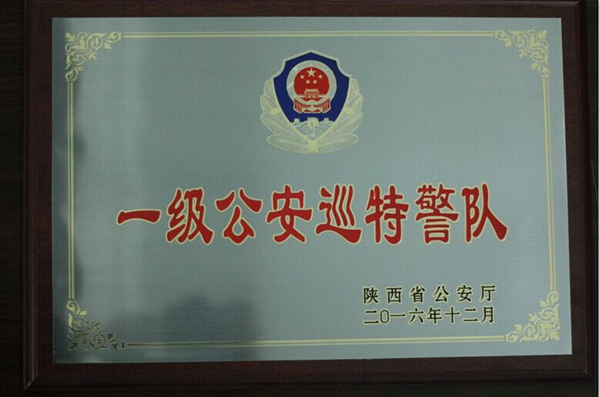 一级公安巡特警队
陕西省公安厅
二〇一六年十二月